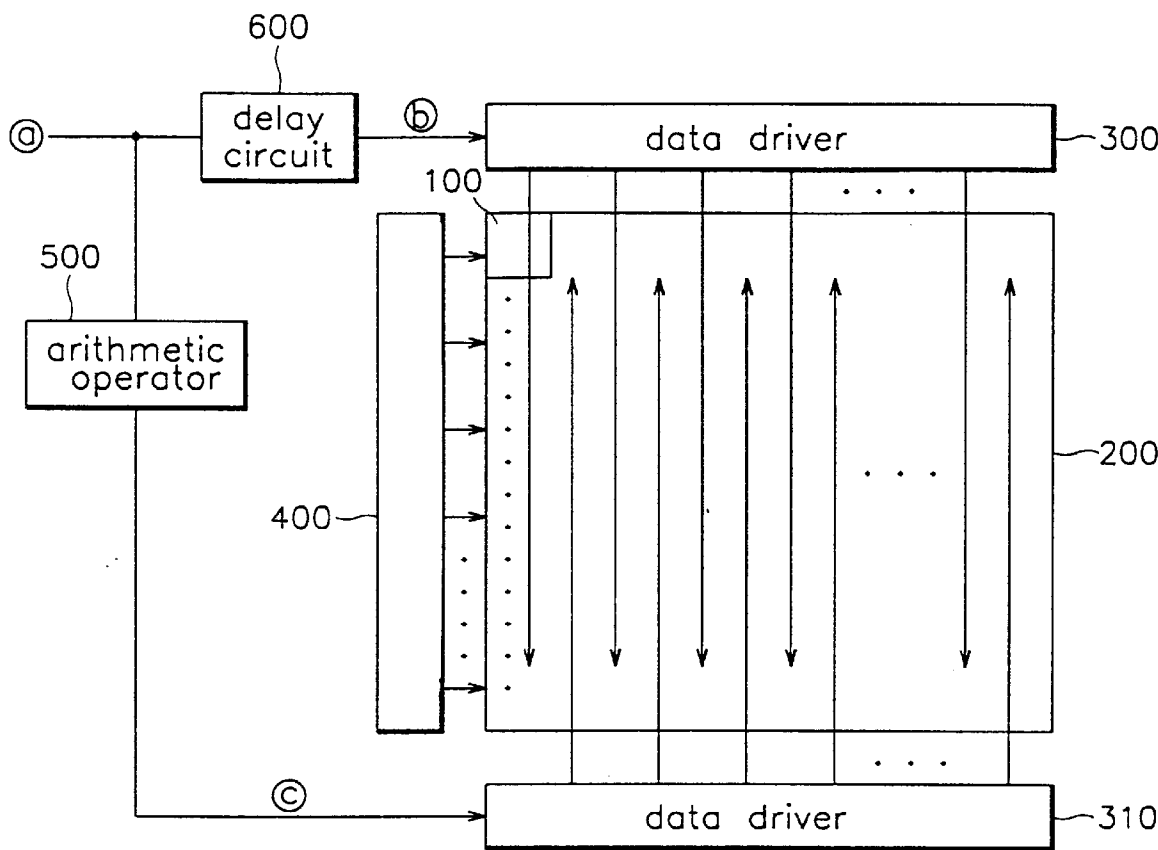 600
ⓐ
delay
circuit
ⓑ
data driver
300
100
500
arithmetic
operator
200
400
ⓒ
data driver
310